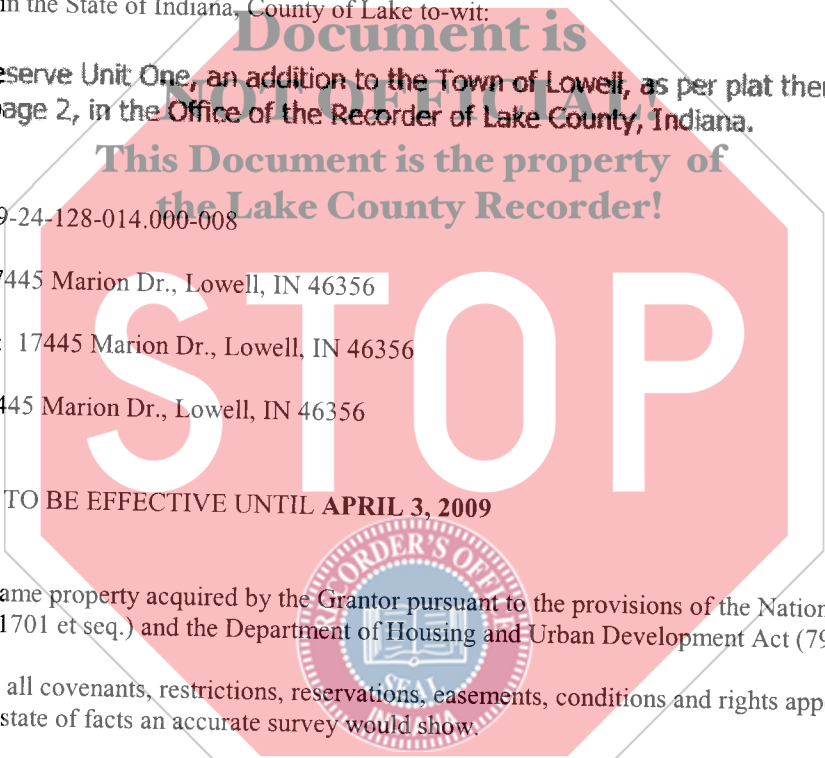 in the State of Indiana, County of Lake to-wit:
Document is
eserve Unit One, an addition to the Town of Lowell, as per plat ther
NOT OFFICIAL!
age 2, in the Office of the Recorder of Lake County, Indiana.
This Document is the property of
the Lake County Recorder!
9-24-128-014.000-008
7445 Marion Dr., Lowell, IN 46356
: 17445 Marion Dr., Lowell, IN 46356
445 Marion Dr., Lowell, IN 46356
STOP
TO BE EFFECTIVE UNTIL APRIL 3, 2009
RECORDER'S OFFICE
ame property acquired by the Grantor pursuant to the provisions of the Nation
1701 et seq.) and the Department of Housing and Urban Development Act (79
SEAL
all covenants, restrictions, reservations, easements, conditions and rights app
state of facts an accurate survey would show.